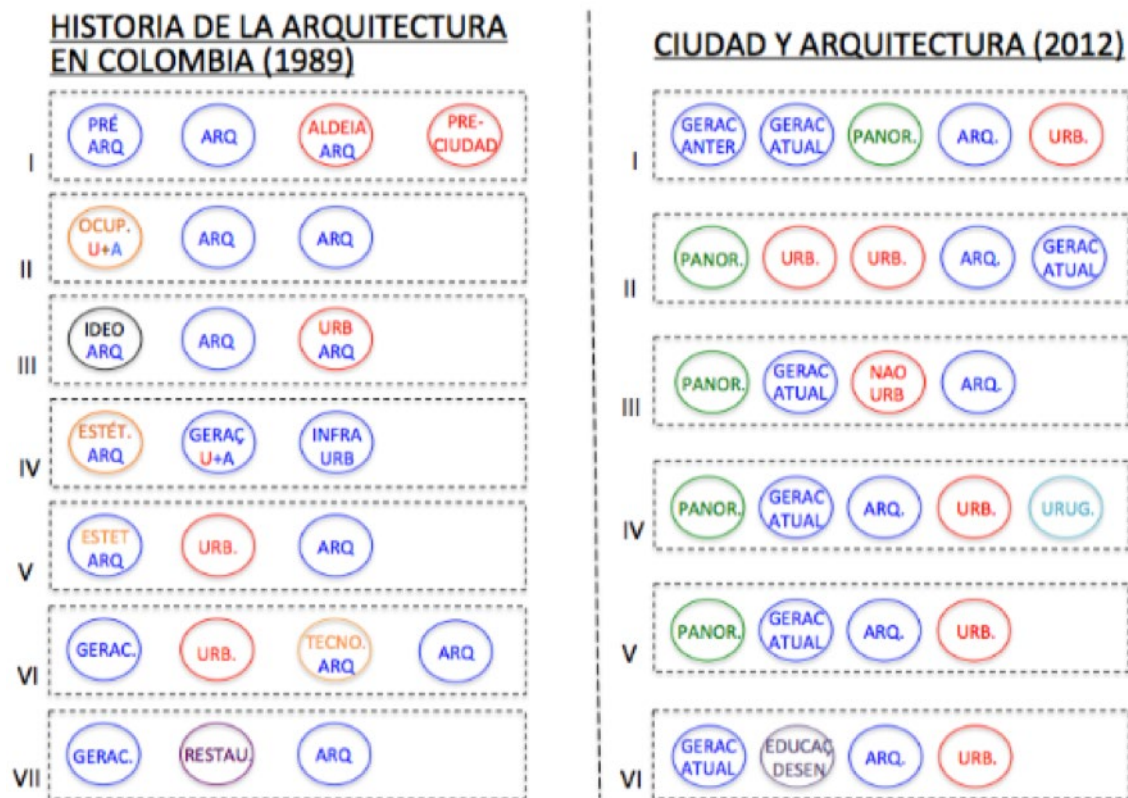 HISTORIA DE LA ARQUITECTURA
EN COLOMBIA (1989)
I
PRÉ
ARQ
ARQ
ALDEIA
ARQ
PRE-
CIUDAD
II
OCUP.
U+A
ARQ
ARQ
III
IDEO
ARQ
ARQ
URB
ARQ
IV
ESTÉT.
ARQ
GERAÇ
U+A
INFRA
URB
V
ESTET
ARQ
URB.
ARQ
VI
GERAC.
URB.
TECNO.
ARQ
ARQ
VII
GERAC.
RESTAU.
ARQ
CIUDAD Y ARQUITECTURA (2012)
I
GERAC
ANTER.
GERAC
ATUAL
PANOR.
ARQ.
URB.
II
PANOR.
URB.
URB.
ARQ.
GERAC
ATUAL
III
PANOR.
GERAC
ATUAL
NAO
URB
ARQ.
IV
PANOR.
GERAC
ATUAL
ARQ.
URB.
URUG.
V
PANOR.
GERAC
ATUAL
ARQ.
URB.
VI
GERAC
ATUAL
EDUCAÇ
DESEN
ARQ.
URB.